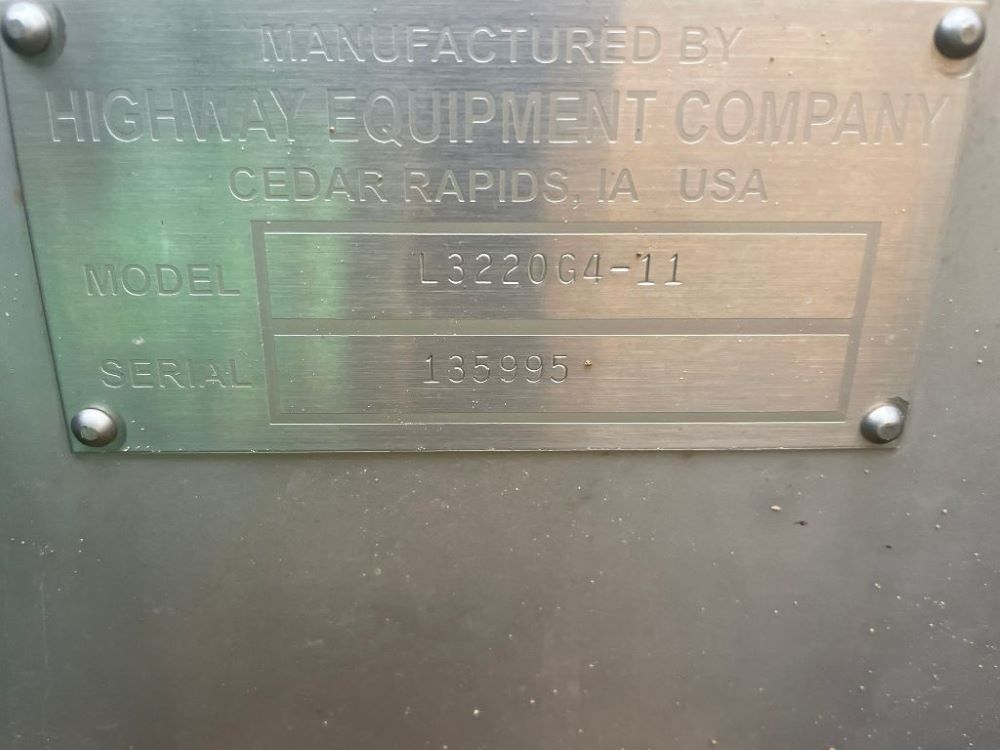 MANUFACTURED BY
HIGHWAY EQUIPMENT COMPANY
CEDAR RAPIDS, IA USA
MODEL L3220G4-11
SERIAL 135995